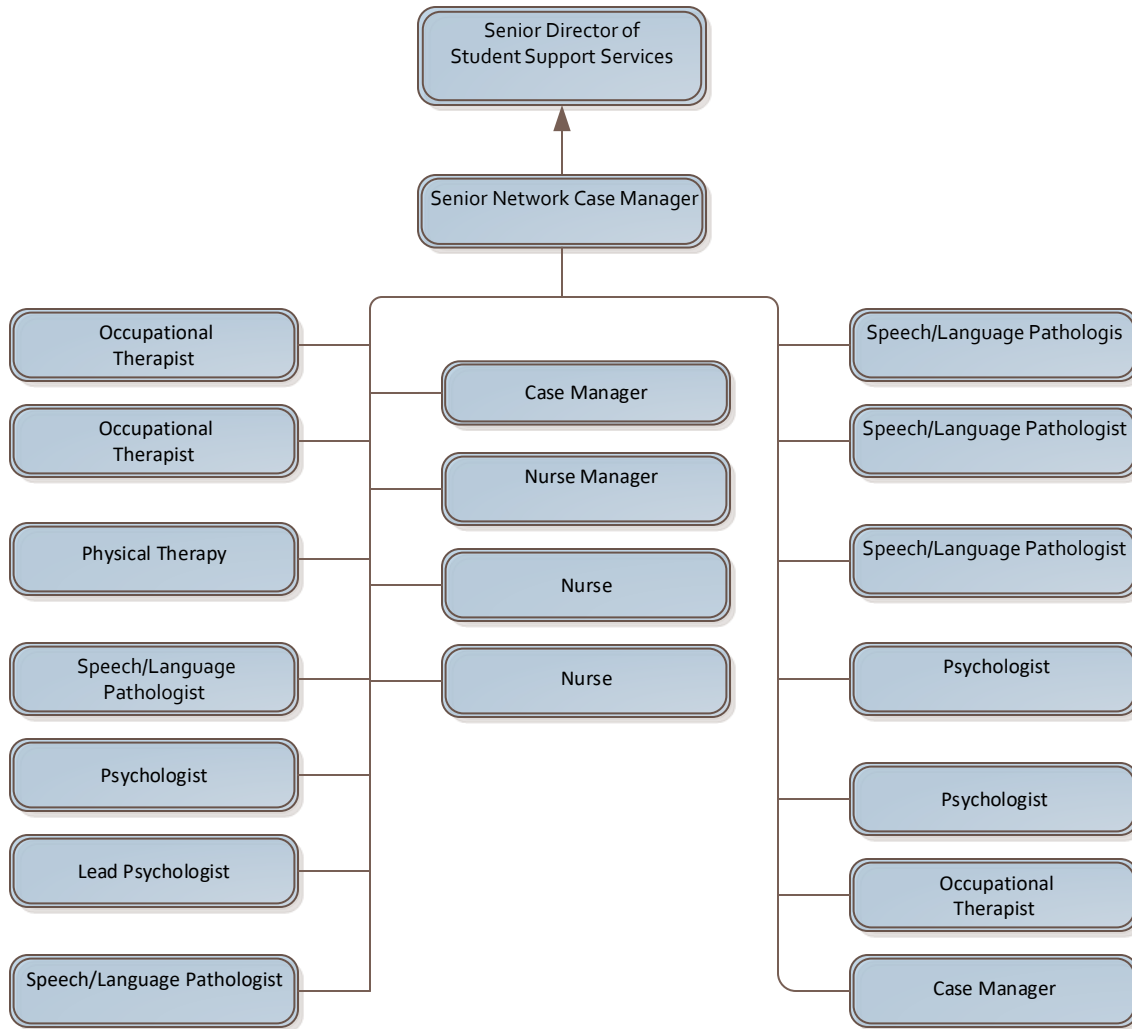 Senior Director of
Student Support Services
Senior Network Case Manager
Occupational
Therapist
Occupational
Therapist
Physical Therapy
Speech/Language
Pathologist
Psychologist
Lead Psychologist
Speech/Language Pathologist
Case Manager
Nurse Manager
Nurse
Nurse
Speech/Language Pathologis
Speech/Language Pathologist
Speech/Language Pathologist
Psychologist
Psychologist
Occupational
Therapist
Case Manager